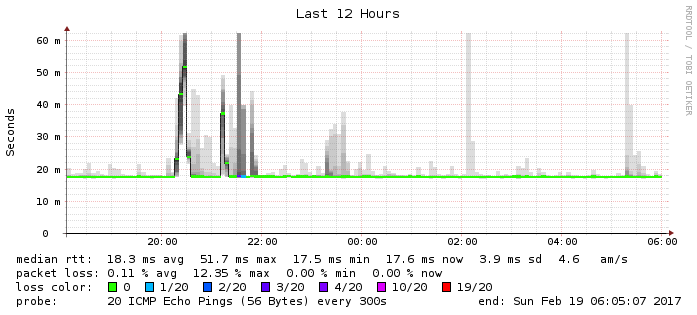 Last 12 Hours
RRDTOOL / TOBI OETIKER
Seconds
60 m
50 m
40 m
30 m
20 m
10 m
0
20:00 22:00 00:00 02:00 04:00 06:00
median rtt: 18.3 ms avg 51.7 ms max 17.5 ms min 17.6 ms now 3.9 ms sd 4.6 am/s
packet loss: 0.11 % avg 12.35 % max 0.00 % min 0.00 % now
loss color: 0 1/20 2/20 3/20 4/20 10/20 19/20
probe: 20 ICMP Echo Pings (56 Bytes) every 300s end: Sun Feb 19 06:05:07 2017